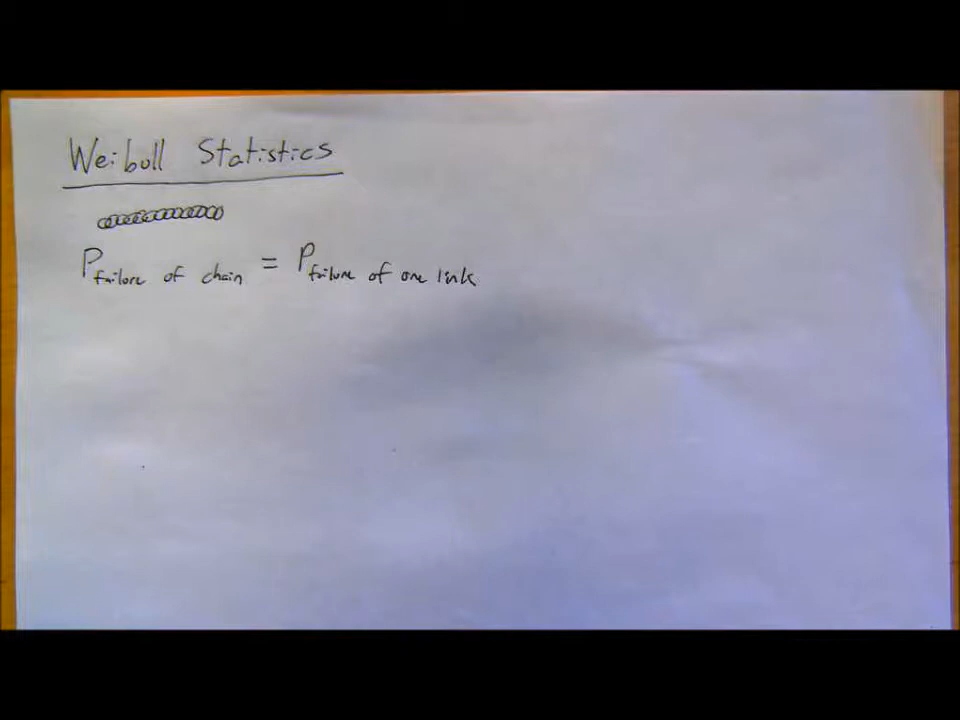 Weibull Statistics
P failure of chain = P failure of one link